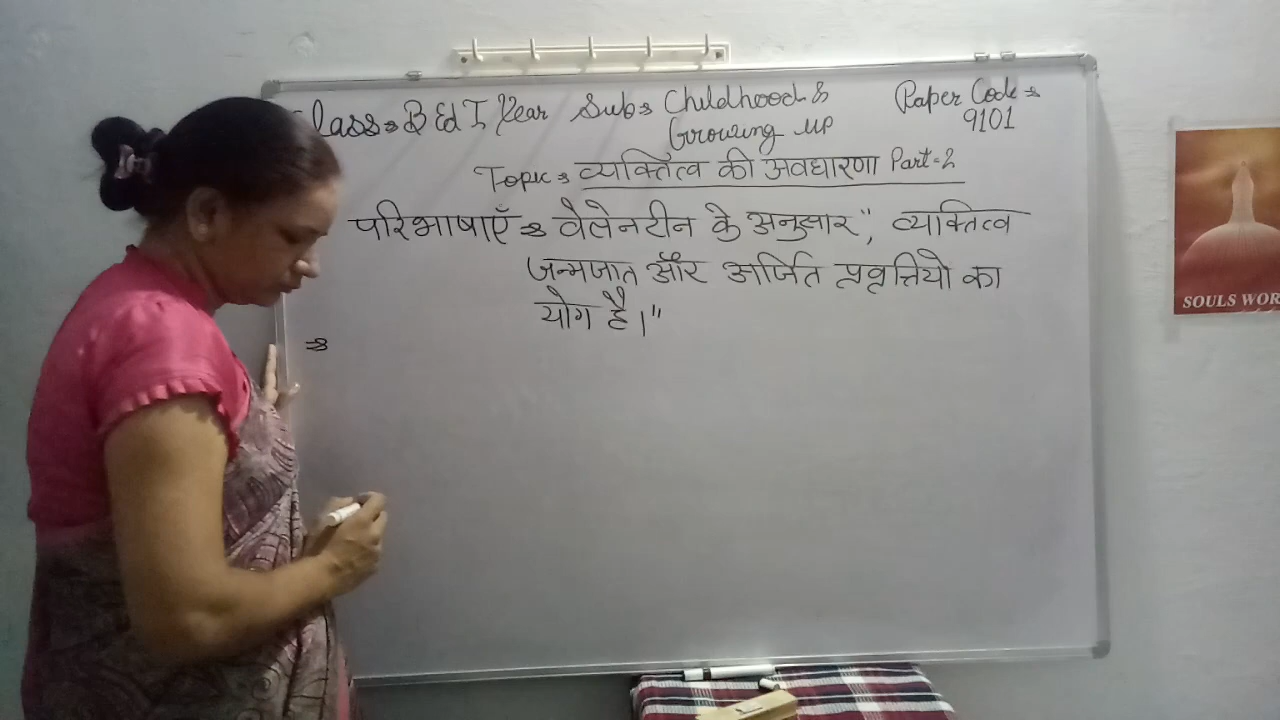 Class⇒ B Ed I Year Sub⇒ Childhood & Paper Code ⇒
Growing up 9101
Topic ⇒ व्यक्तित्व की अवधारणा Part-2
परिभाषाएँ ⇒ वेलेनटीन के अनुसार", व्यक्तित्व
जन्मजात और अर्जित प्रवृत्तियो का
योग है।"
⇒
SOULS WOR